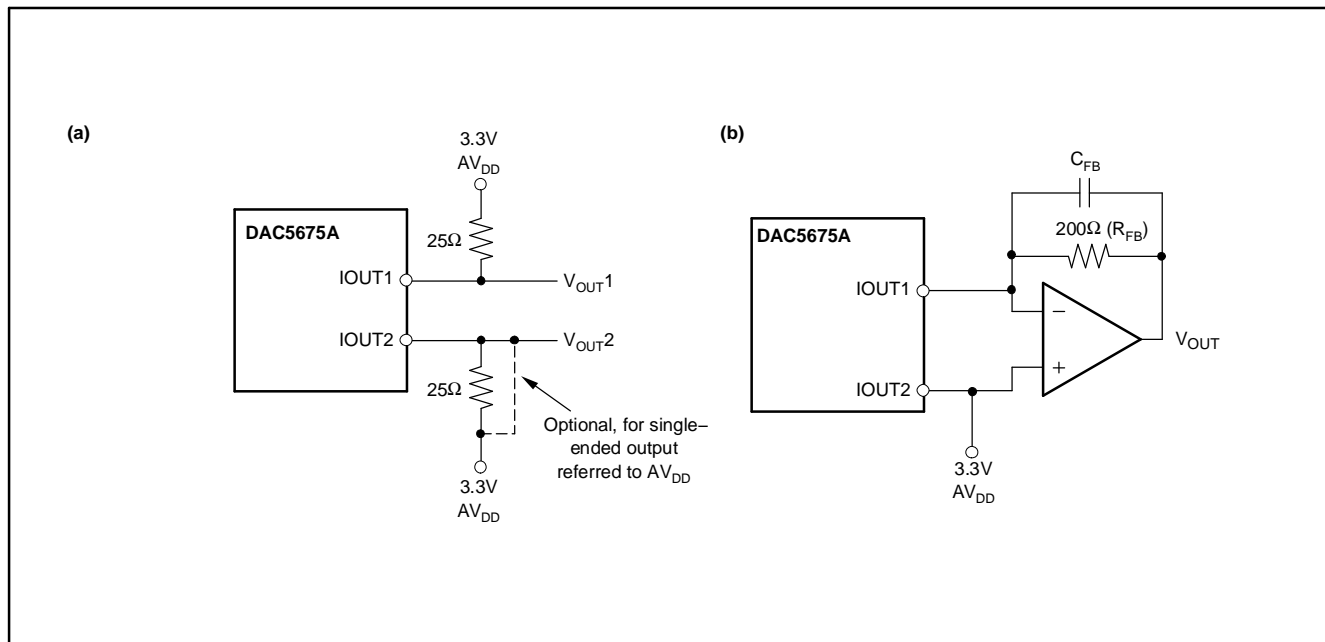 (a)
3.3V
AV_DD
DAC5675A
25Ω
IOUT1
V_OUT1
IOUT2
V_OUT2
25Ω
Optional, for single–
ended output
referred to AV_DD
3.3V
AV_DD
(b)
C_FB
200Ω (R_FB)
DAC5675A
IOUT1
−
V_OUT
+
IOUT2
3.3V
AV_DD